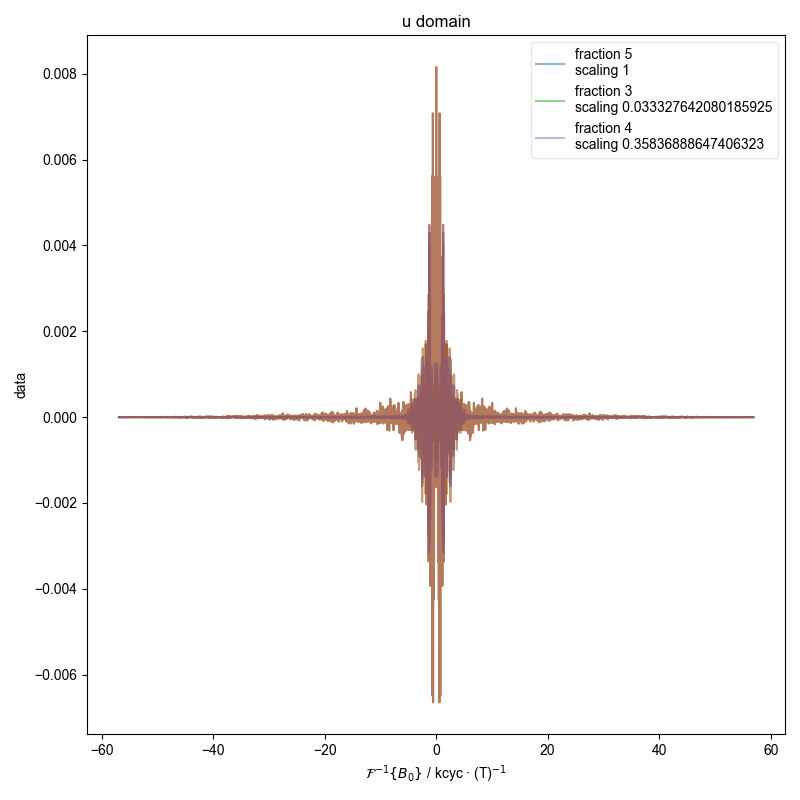 u domain
fraction 5
scaling 1
fraction 3
scaling 0.033327642080185925
fraction 4
scaling 0.35836888647406323
0.008
0.006
0.004
0.002
0.000
−0.002
−0.004
−0.006
data
−60
−40
−20
0
20
40
60
ℱ⁻¹{B₀} / kcyc · (T)⁻¹